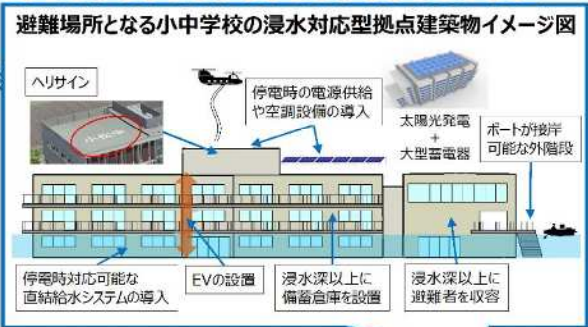 避難場所となる小中学校の浸水対応型拠点建築物イメージ図
ヘリサイン
停電時の電源供給
や空調設備の導入
太陽光発電
+
大型蓄電器
ボートが接岸
可能な外階段
停電時対応可能な
直結給水システムの導入
EVの設置
浸水深以上に
備蓄倉庫を設置
浸水深以上に
避難者を収容